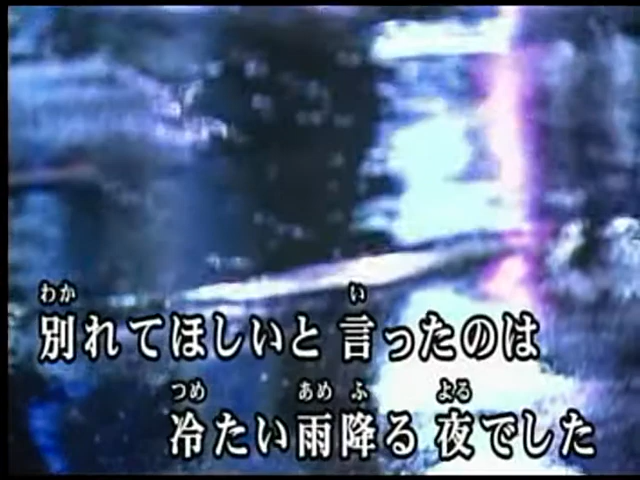 わか い
別れてほしいと 言ったのは
つめ あめ ふ よる
冷たい雨降る 夜でした